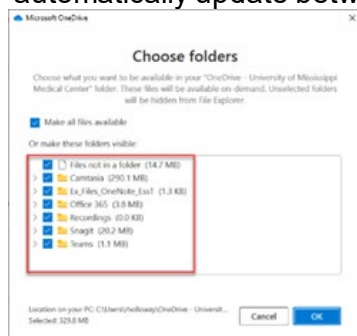 automatically update betw
Microsoft OneDrive
Choose folders
Choose what you want to be available in your "OneDrive - University of Mississippi
Medical Center" folder. These files will be available on-demand. Unselected folders
will be hidden from File Explorer.
Make all files available
Or make these folders visible:
Files not in a folder (14.7 MB)
Camtasia (290.1 MB)
Ex_Files_OneNote_Ess1 (1.3 KB)
Office 365 (3.8 MB)
Recordings (0.0 KB)
Snagit (20.2 MB)
Teams (1.1 MB)
Location on your PC: C:\Users\rholloway\OneDrive - Universit...
Selected: 329.8 MB
Cancel
OK